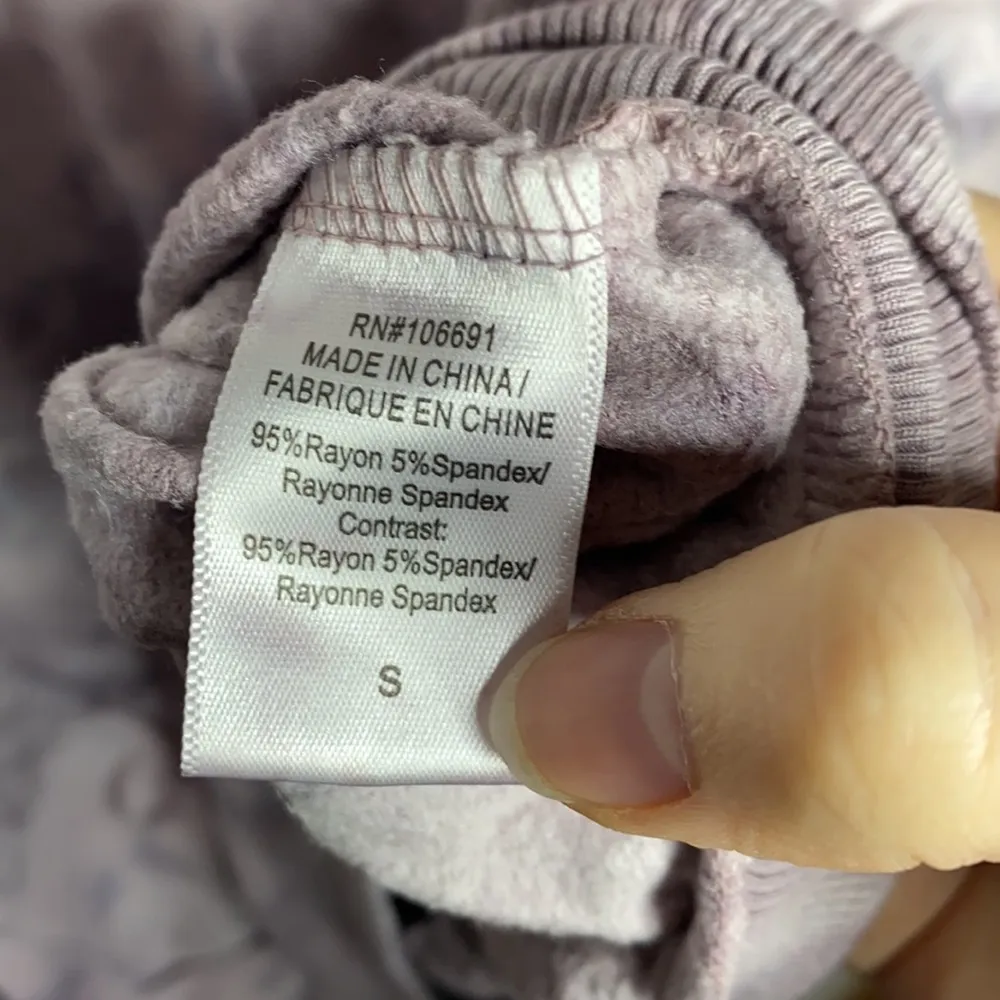 RN#106691
MADE IN CHINA/
FABRIQUE EN CHINE
95%Rayon 5%Spandex/
Rayonne Spandex
Contrast:
95%Rayon 5%Spandex/
Rayonne Spandex
S